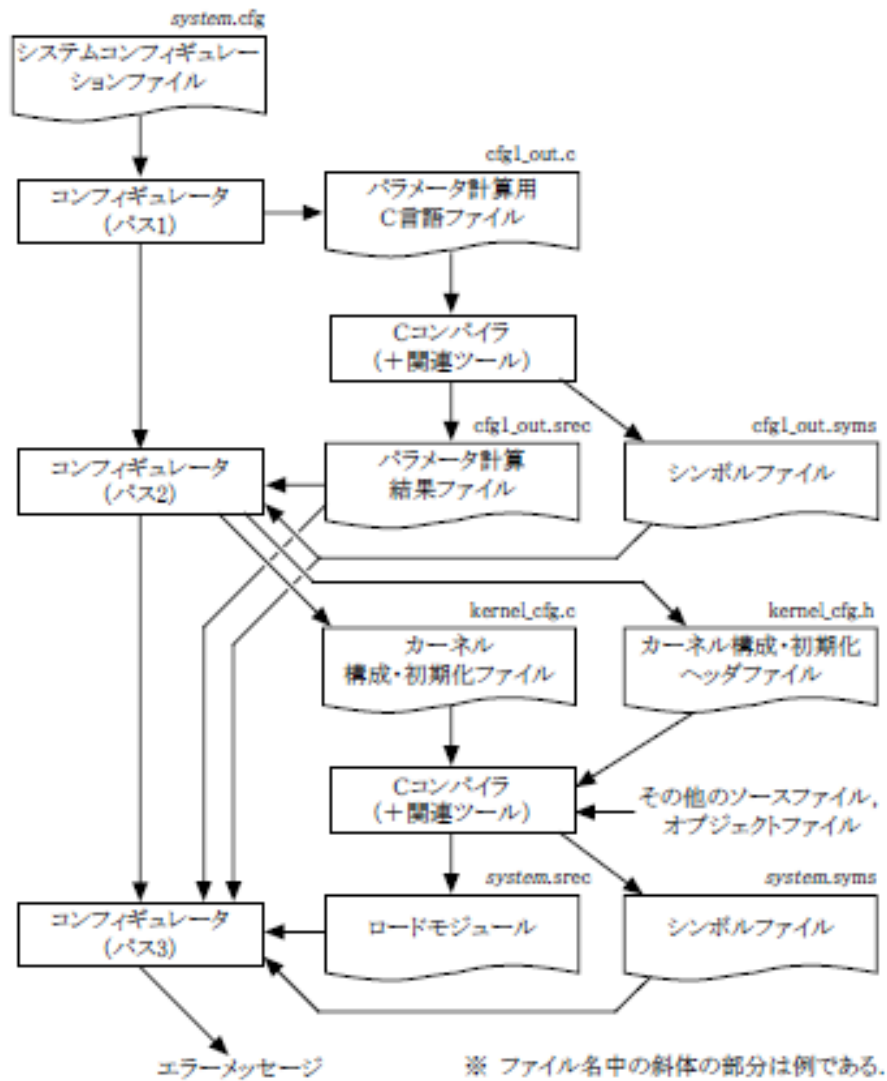 system.cfg
システムコンフィギュレー
ションファイル
コンフィギュレータ
(パス1)
cfg1_out.c
パラメータ計算用
C言語ファイル
Cコンパイラ
(＋関連ツール)
cfg1_out.srec
パラメータ計算
結果ファイル
cfg1_out.syms
シンボルファイル
コンフィギュレータ
(パス2)
kernel_cfg.c
カーネル
構成・初期化ファイル
kernel_cfg.h
カーネル構成・初期化
ヘッダファイル
Cコンパイラ
(＋関連ツール)
その他のソースファイル,
オブジェクトファイル
system.srec
ロードモジュール
system.syms
シンボルファイル
コンフィギュレータ
(パス3)
エラーメッセージ
※ ファイル名中の斜体の部分は例である.